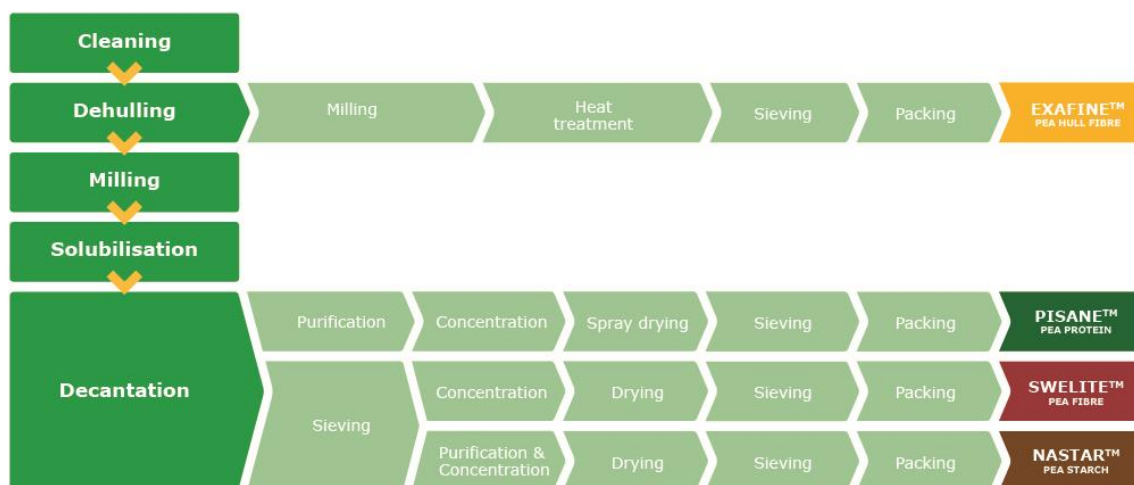 Cleaning
Dehulling
Milling
Heat
treatment
Sieving
Packing
EXAFINE™
PEA HULL FIBRE
Milling
Solubilisation
Decantation
Purification
Concentration
Spray drying
Sieving
Packing
PISANE™
PEA PROTEIN
Sieving
Concentration
Drying
Sieving
Packing
SWELITE™
PEA FIBRE
Purification &
Concentration
Drying
Sieving
Packing
NASTAR™
PEA STARCH